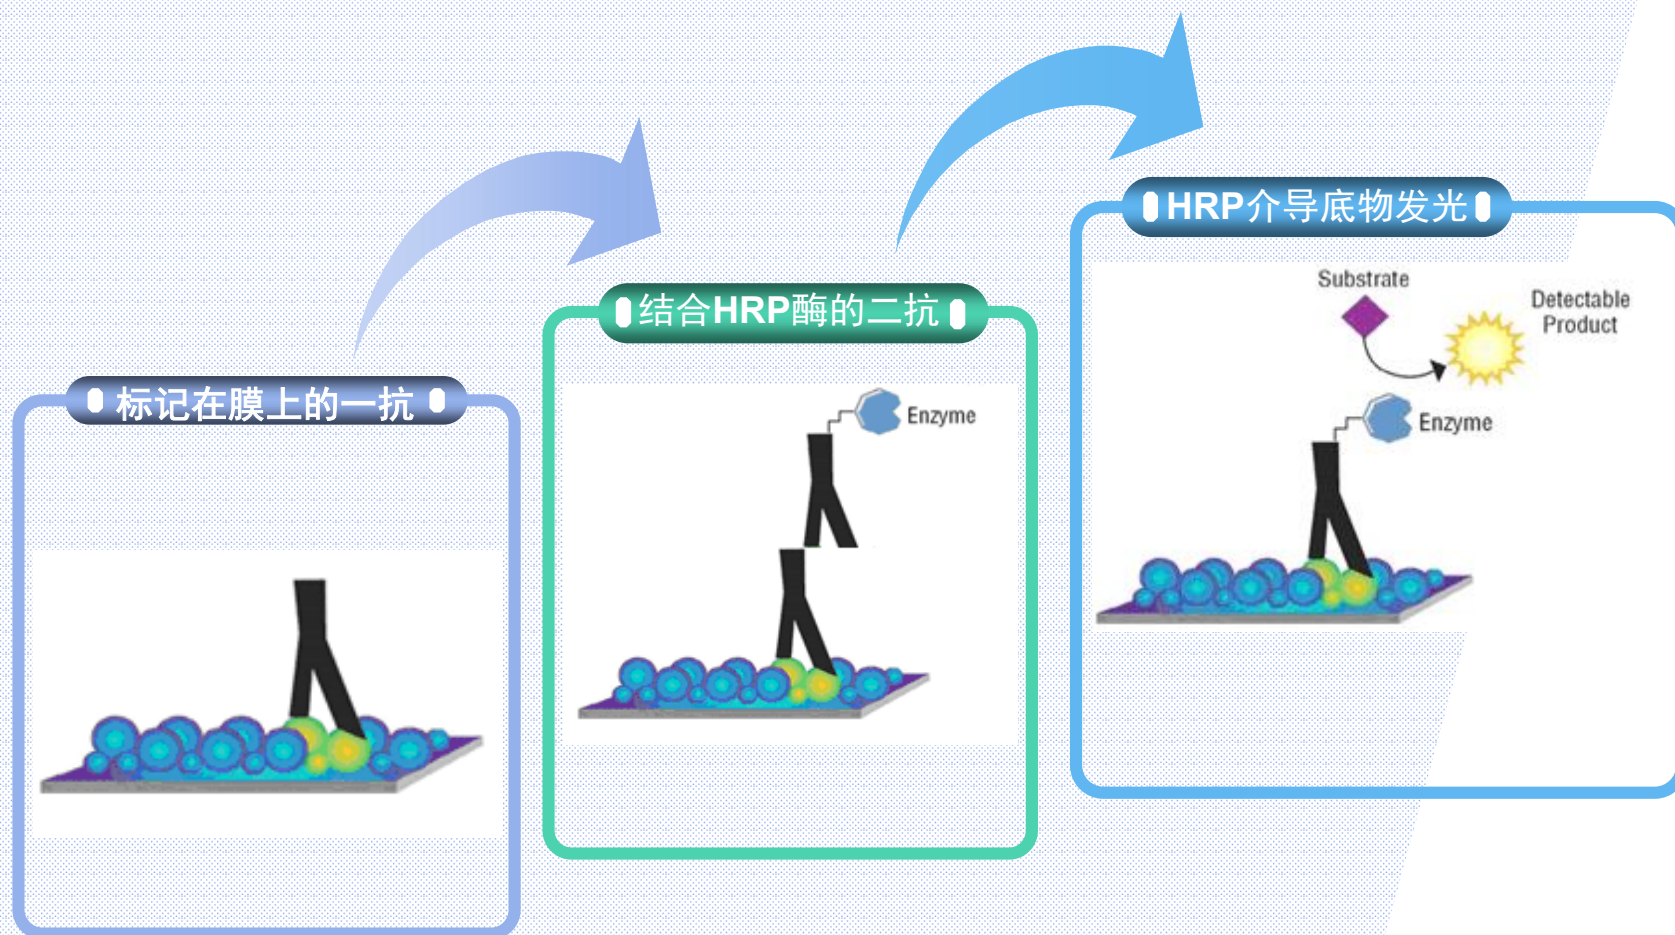 标记在膜上的一抗
结合HRP酶的二抗
Enzyme
HRP介导底物发光
Substrate
Detectable
Product
Enzyme